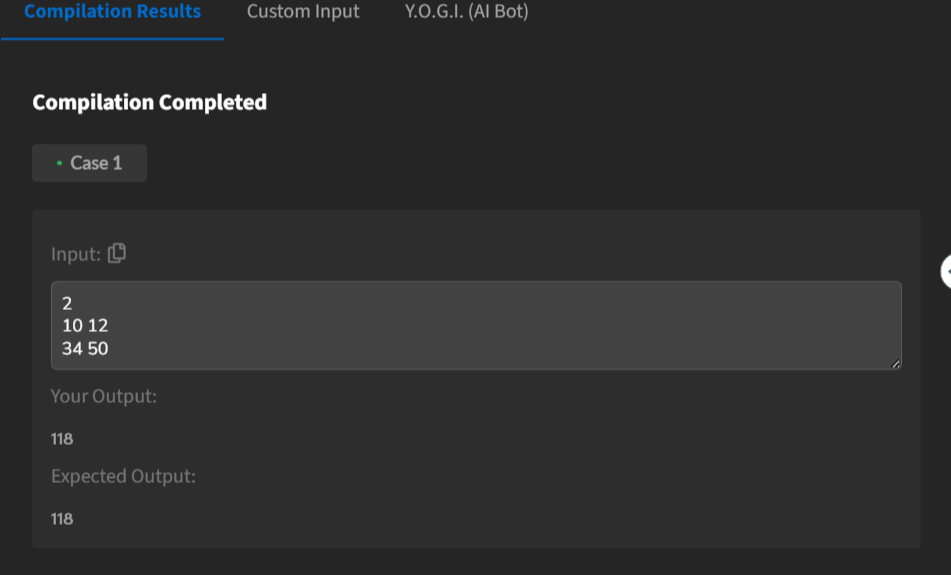 Compilation Results Custom Input Y.O.G.I. (AI Bot)
Compilation Completed
Case 1
Input:
2
10 12
34 50
Your Output:
118
Expected Output:
118